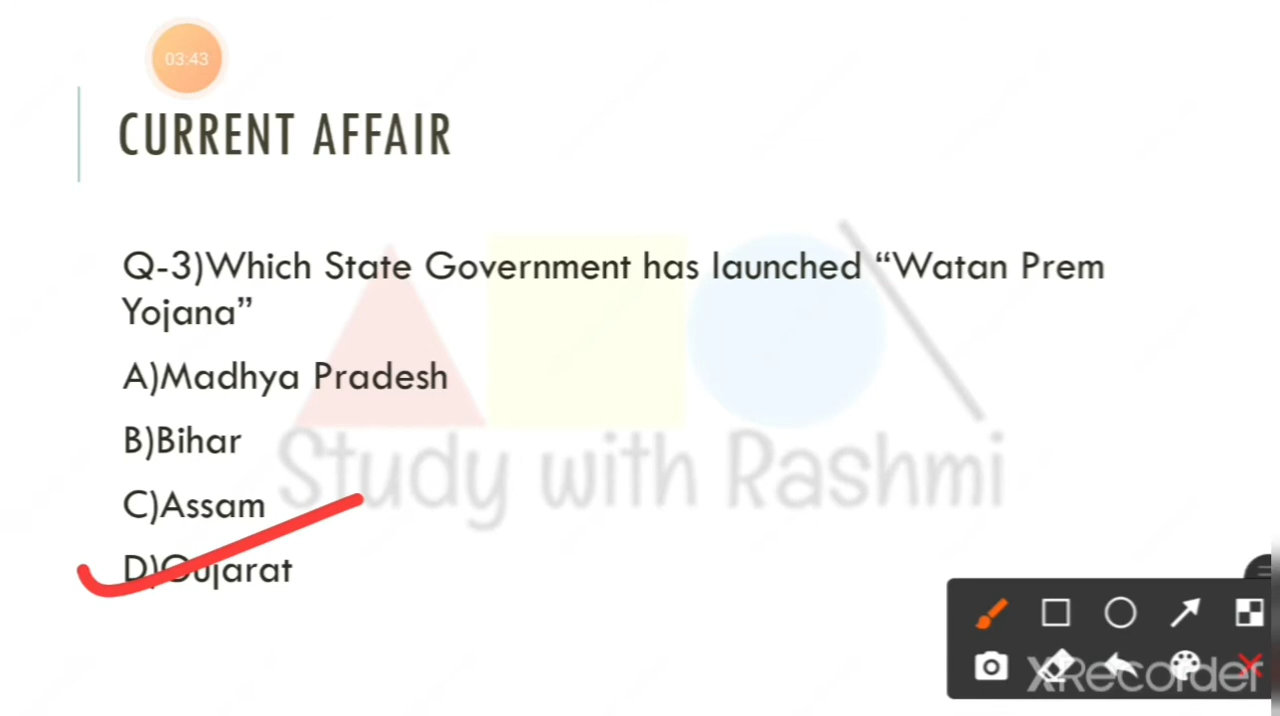 03:43
CURRENT AFFAIR
Q-3)Which State Government has launched “Watan Prem
Yojana”
A)Madhya Pradesh
B)Bihar
C)Assam
D)Gujarat
Study with Rashmi
XRecorder